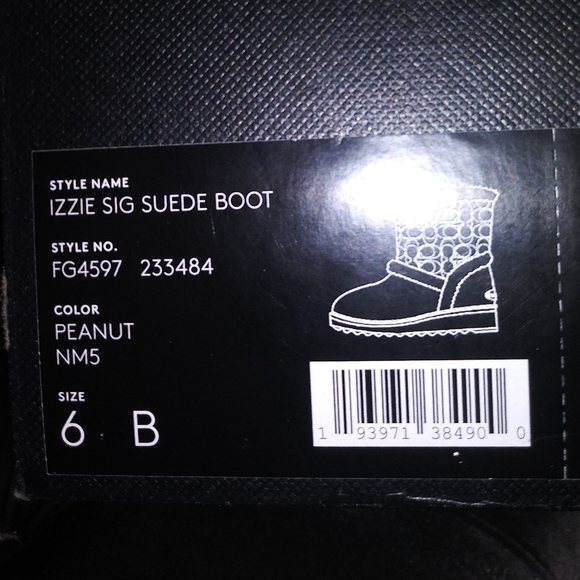 STYLE NAME
IZZIE SIG SUEDE BOOT
STYLE NO.
FG4597 233484
COLOR
PEANUT
NM5
SIZE
6 B
1 93971 38490 0